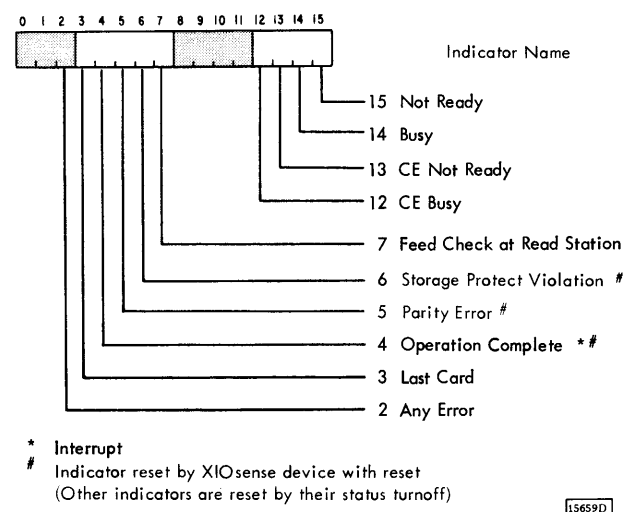 0 1 2 3 4 5 6 7 8 9 10 11 12 13 14 15
Indicator Name
15 Not Ready
14 Busy
13 CE Not Ready
12 CE Busy
7 Feed Check at Read Station
6 Storage Protect Violation #
5 Parity Error #
4 Operation Complete *#
3 Last Card
2 Any Error
* Interrupt
# Indicator reset by XIOsense device with reset
(Other indicators are reset by their status turnoff)
15659D